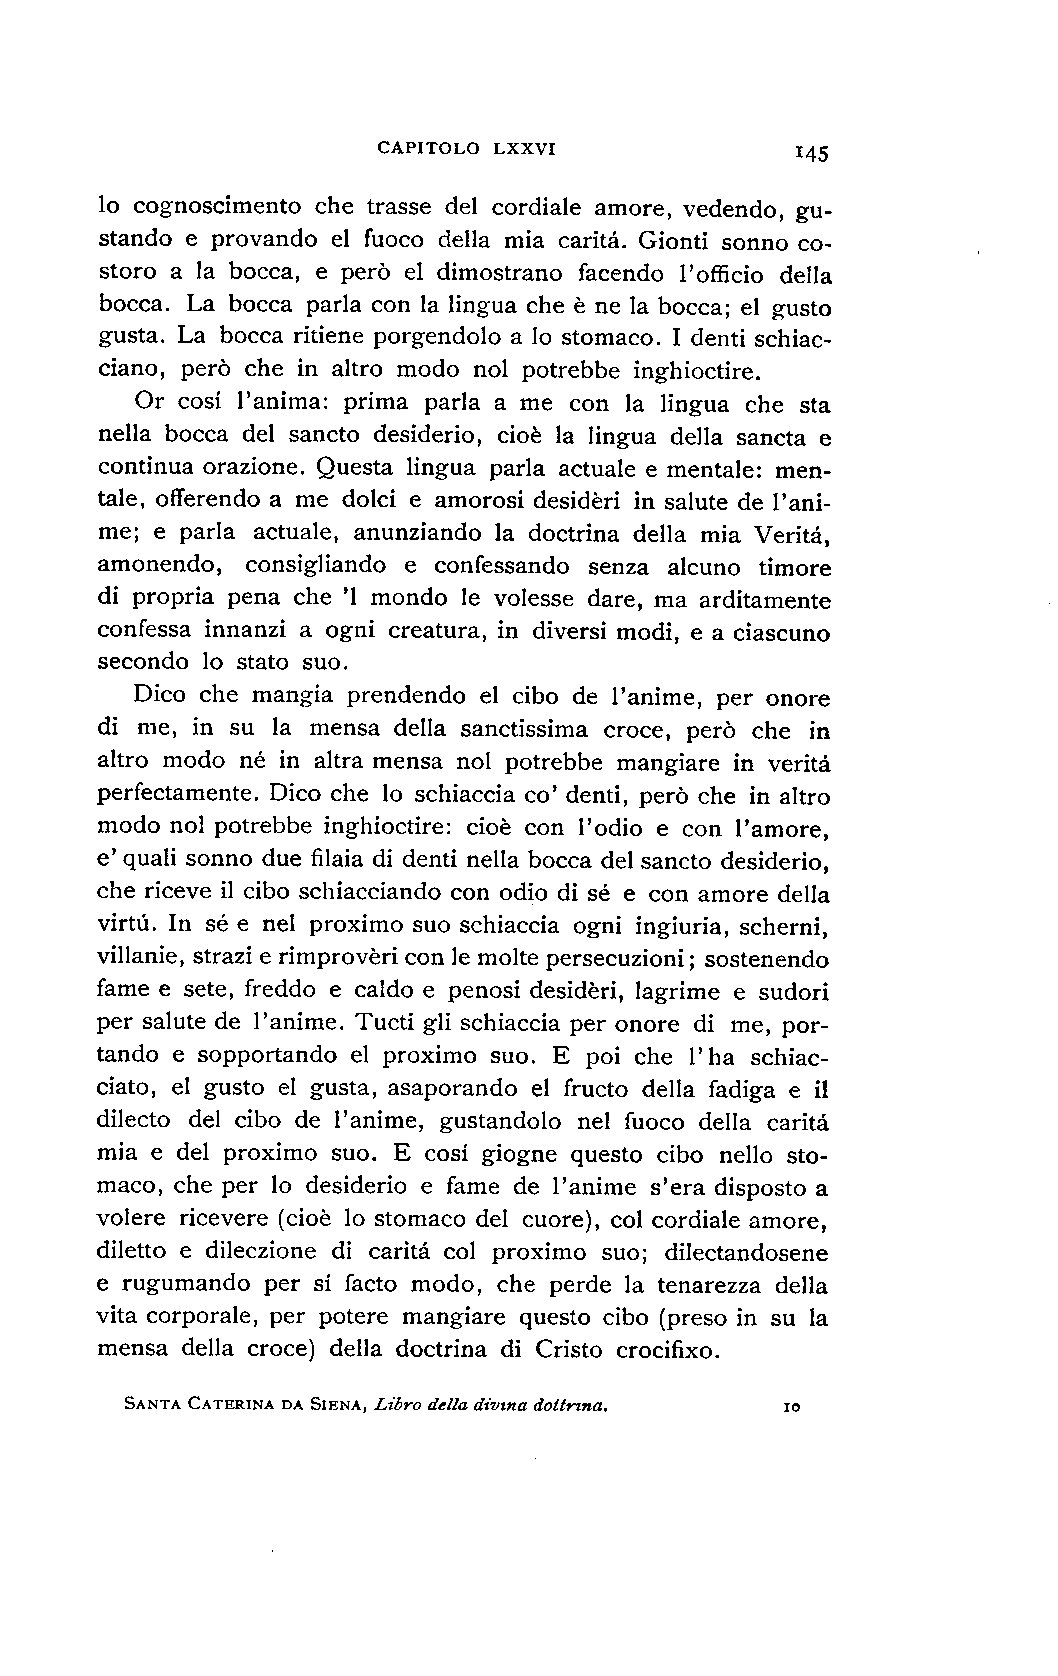 CAPITOLO LXXVI 145
lo cognoscimento che trasse del cordiale amore, vedendo, gu-
stando e provando el fuoco della mia caritá. Gionti sonno co-
storo a la bocca, e però el dimostrano facendo l'officio della
bocca. La bocca parla con la lingua che è ne la bocca; el gusto
gusta. La bocca ritiene porgendolo a lo stomaco. I denti schiac-
ciano, però che in altro modo nol potrebbe inghioctire.
Or cosí l'anima: prima parla a me con la lingua che sta
nella bocca del sancto desiderio, cioè la lingua della sancta e
continua orazione. Questa lingua parla actuale e mentale: men-
tale, offerendo a me dolci e amorosi desidèri in salute de l'ani-
me; e parla actuale, anunziando la doctrina della mia Veritá,
amonendo, consigliando e confessando senza alcuno timore
di propria pena che 'l mondo le volesse dare, ma arditamente
confessa innanzi a ogni creatura, in diversi modi, e a ciascuno
secondo lo stato suo.
Dico che mangia prendendo el cibo de l'anime, per onore
di me, in su la mensa della sanctissima croce, però che in
altro modo né in altra mensa nol potrebbe mangiare in veritá
perfectamente. Dico che lo schiaccia co' denti, però che in altro
modo nol potrebbe inghioctire: cioè con l'odio e con l'amore,
e' quali sonno due filaia di denti nella bocca del sancto desiderio,
che riceve il cibo schiacciando con odio di sé e con amore della
virtú. In sé e nel proximo suo schiaccia ogni ingiuria, scherni,
villanie, strazi e rimprovèri con le molte persecuzioni; sostenendo
fame e sete, freddo e caldo e penosi desidèri, lagrime e sudori
per salute de l'anime. Tucti gli schiaccia per onore di me, por-
tando e sopportando el proximo suo. E poi che l'ha schiac-
ciato, el gusto el gusta, asaporando el fructo della fadiga e il
dilecto del cibo de l'anime, gustandolo nel fuoco della caritá
mia e del proximo suo. E cosí giogne questo cibo nello sto-
maco, che per lo desiderio e fame de l'anime s'era disposto a
volere ricevere (cioè lo stomaco del cuore), col cordiale amore,
diletto e dileczione di caritá col proximo suo; dilectandosene
e rugumando per sí facto modo, che perde la tenarezza della
vita corporale, per potere mangiare questo cibo (preso in su la
mensa della croce) della doctrina di Cristo crocifixo.
SANTA CATERINA DA SIENA, Libro della divina dottrina. 10